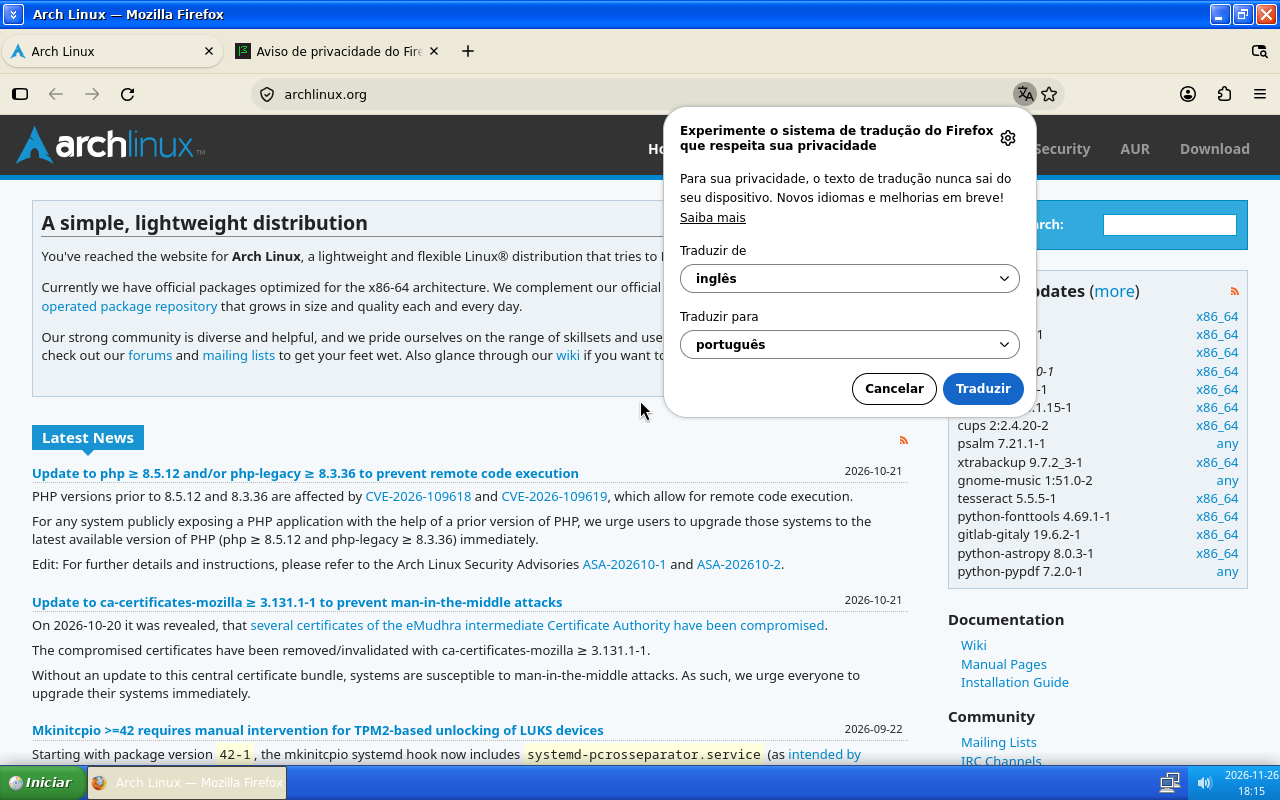 Arch Linux — Mozilla Firefox
Arch Linux
Aviso de privacidade do Fire
archlinux.org
archlinux™
Security
AUR
Download
Experimente o sistema de tradução do Firefox
que respeita sua privacidade
Para sua privacidade, o texto de tradução nunca sai do
seu dispositivo. Novos idiomas e melhorias em breve!
Saiba mais
Traduzir de
inglês
Traduzir para
português
Cancelar
Traduzir
A simple, lightweight distribution
You've reached the website for Arch Linux, a lightweight and flexible Linux® distribution that tries to
Currently we have official packages optimized for the x86-64 architecture. We complement our official
operated package repository that grows in size and quality each and every day.
Our strong community is diverse and helpful, and we pride ourselves on the range of skillsets and use
check out our forums and mailing lists to get your feet wet. Also glance through our wiki if you want to
Latest News
Update to php ≥ 8.5.12 and/or php-legacy ≥ 8.3.36 to prevent remote code execution
2026-10-21
PHP versions prior to 8.5.12 and 8.3.36 are affected by CVE-2026-109618 and CVE-2026-109619, which allow for remote code execution.
For any system publicly exposing a PHP application with the help of a prior version of PHP, we urge users to upgrade those systems to the
latest available version of PHP (php ≥ 8.5.12 and php-legacy ≥ 8.3.36) immediately.
Edit: For further details and instructions, please refer to the Arch Linux Security Advisories ASA-202610-1 and ASA-202610-2.
Update to ca-certificates-mozilla ≥ 3.131.1-1 to prevent man-in-the-middle attacks
2026-10-21
On 2026-10-20 it was revealed, that several certificates of the eMudhra intermediate Certificate Authority have been compromised.
The compromised certificates have been removed/invalidated with ca-certificates-mozilla ≥ 3.131.1-1.
Without an update to this central certificate bundle, systems are susceptible to man-in-the-middle attacks. As such, we urge everyone to
upgrade their systems immediately.
Mkinitcpio >=42 requires manual intervention for TPM2-based unlocking of LUKS devices
2026-09-22
Starting with package version 42-1, the mkinitcpio systemd hook now includes systemd-pcrosseparator.service (as intended by
(more)
x86_64
x86_64
x86_64
x86_64
x86_64
x86_64
cups 2:2.4.20-2 x86_64
psalm 7.21.1-1 any
xtrabackup 9.7.2_3-1 x86_64
gnome-music 1:51.0-2 any
tesseract 5.5.5-1 x86_64
python-fonttools 4.69.1-1 x86_64
gitlab-gitaly 19.6.2-1 x86_64
python-astropy 8.0.3-1 x86_64
python-pypdf 7.2.0-1 any
Documentation
Wiki
Manual Pages
Installation Guide
Community
Mailing Lists
IRC Channels
Iniciar
Arch Linux — Mozilla Firefox
2026-11-26
18:15